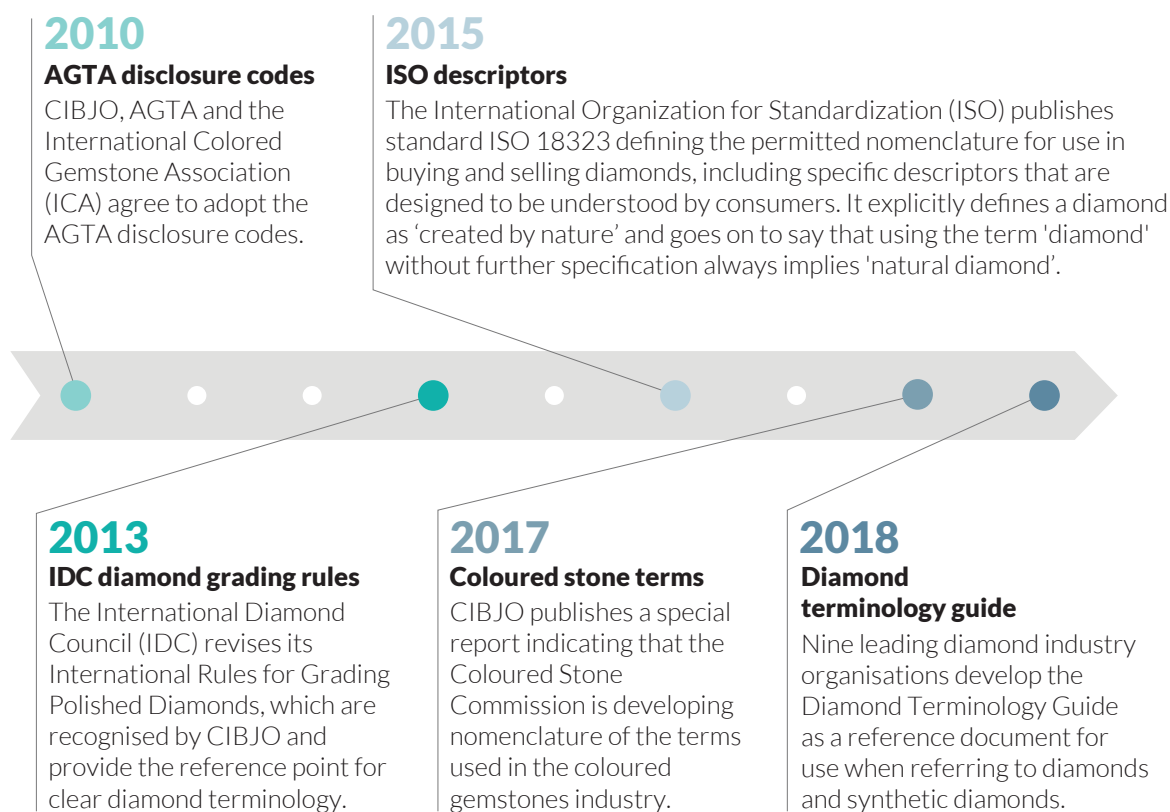 2010
AGTA disclosure codes
CIBJO, AGTA and the
International Colored
Gemstone Association
(ICA) agree to adopt the
AGTA disclosure codes.
2015
ISO descriptors
The International Organization for Standardization (ISO) publishes
standard ISO 18323 defining the permitted nomenclature for use in
buying and selling diamonds, including specific descriptors that are
designed to be understood by consumers. It explicitly defines a diamond
as ‘created by nature’ and goes on to say that using the term 'diamond'
without further specification always implies 'natural diamond’.
2013
IDC diamond grading rules
The International Diamond
Council (IDC) revises its
International Rules for Grading
Polished Diamonds, which are
recognised by CIBJO and
provide the reference point for
clear diamond terminology.
2017
Coloured stone terms
CIBJO publishes a special
report indicating that the
Coloured Stone
Commission is developing
nomenclature of the terms
used in the coloured
gemstones industry.
2018
Diamond
terminology guide
Nine leading diamond industry
organisations develop the
Diamond Terminology Guide
as a reference document for
use when referring to diamonds
and synthetic diamonds.